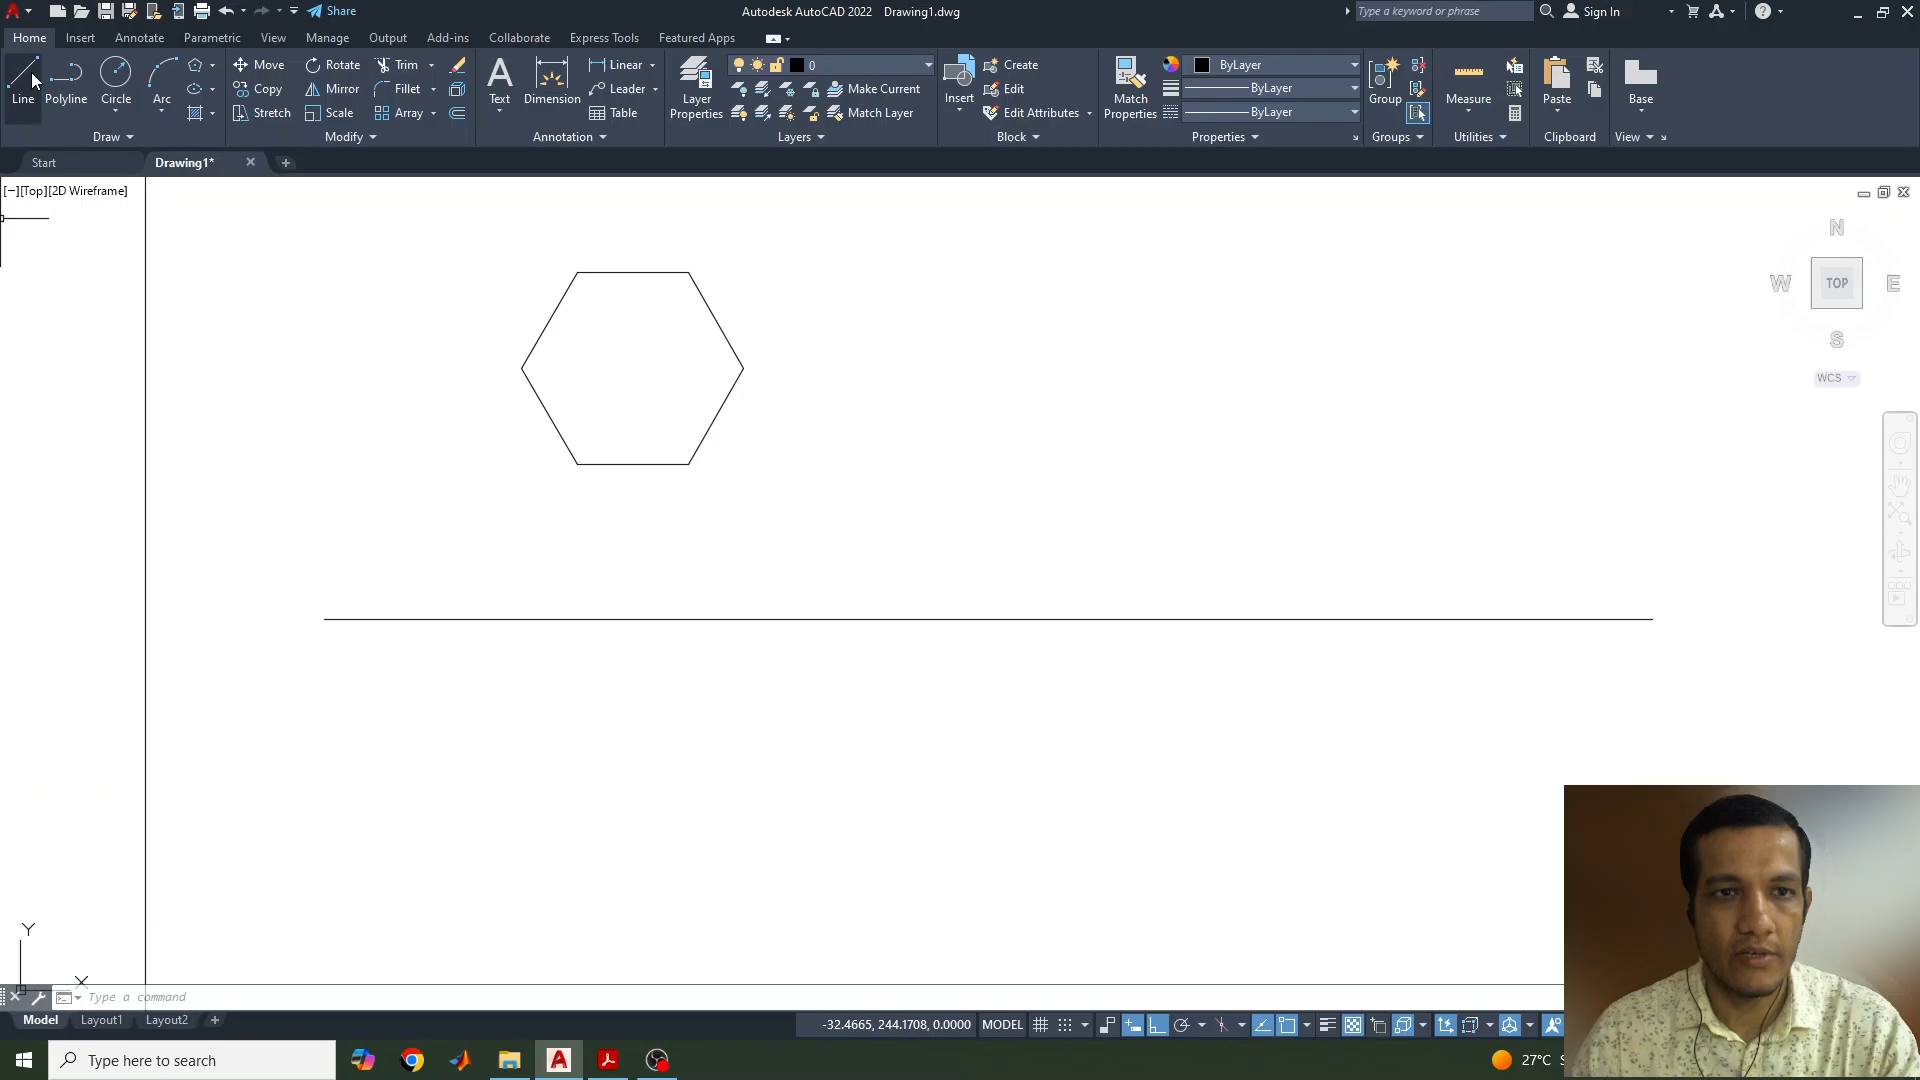 Share
Autodesk AutoCAD 2022 Drawing1.dwg
Type a keyword or phrase
Sign In
Home Insert Annotate Parametric View Manage Output Add-ins Collaborate Express Tools Featured Apps
Line Polyline Circle Arc
Draw
Move Rotate Trim
Copy Mirror Fillet
Stretch Scale Array
Modify
Text Dimension
Linear
Leader
Table
Annotation
Layer Properties
0
Make Current
Match Layer
Layers
Insert
Create
Edit
Edit Attributes
Block
Match Properties
ByLayer
ByLayer
ByLayer
Properties
Group
Groups
Measure
Utilities
Paste
Clipboard
Base
View
Start Drawing1*
[−][Top][2D Wireframe]
N
W TOP E
S
WCS
Y
X
Type a command
Model Layout1 Layout2
-32.4665, 244.1708, 0.0000 MODEL
Type here to search
27°C